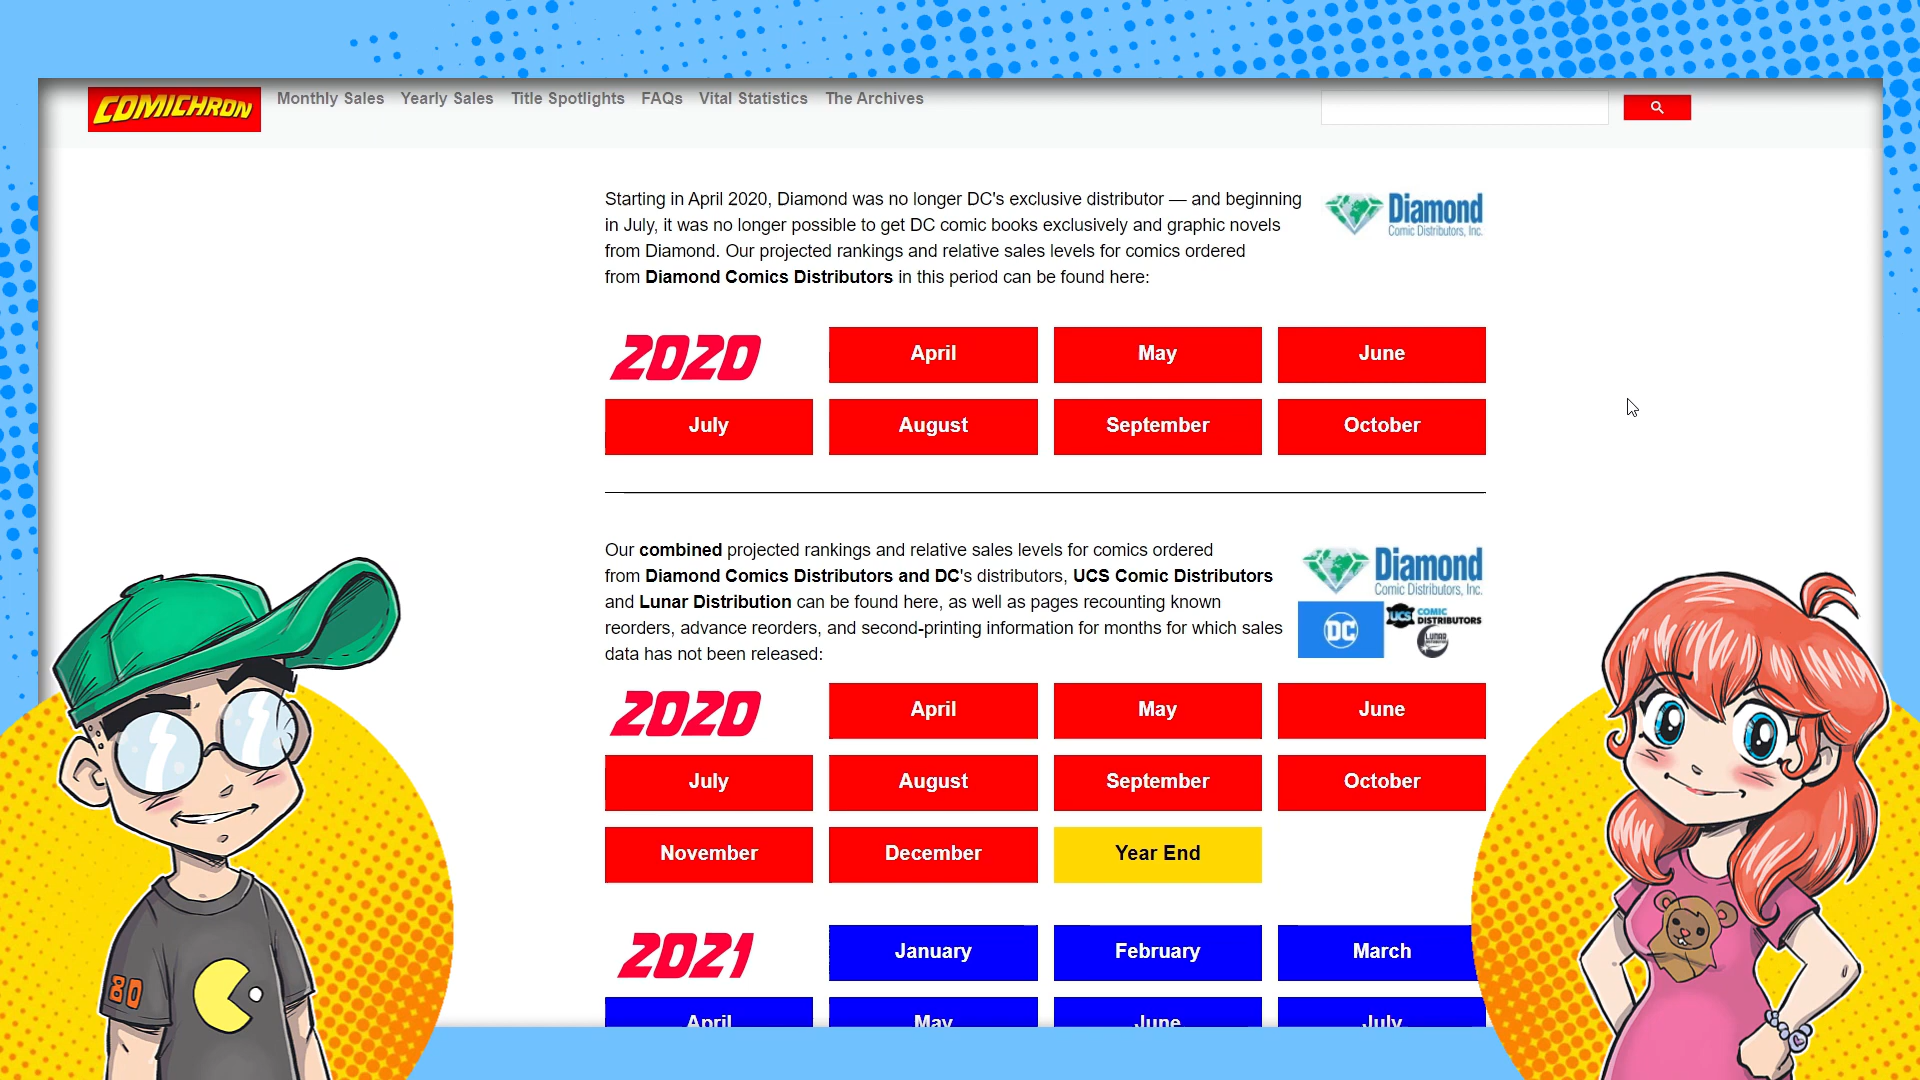 COMICHRON Monthly Sales Yearly Sales Title Spotlights FAQs Vital Statistics The Archives
Starting in April 2020, Diamond was no longer DC's exclusive distributor — and beginning
in July, it was no longer possible to get DC comic books exclusively and graphic novels
from Diamond. Our projected rankings and relative sales levels for comics ordered
from Diamond Comics Distributors in this period can be found here:
Diamond
Comic Distributors, Inc.
2020 April May June
July August September October
Our combined projected rankings and relative sales levels for comics ordered
from Diamond Comics Distributors and DC's distributors, UCS Comic Distributors
and Lunar Distribution can be found here, as well as pages recounting known
reorders, advance reorders, and second-printing information for months for which sales
data has not been released:
Diamond
Comic Distributors, Inc.
DC
UCS COMIC
DISTRIBUTORS
LUNAR
2020 April May June
July August September October
November December Year End
2021 January February March
April May June July
80